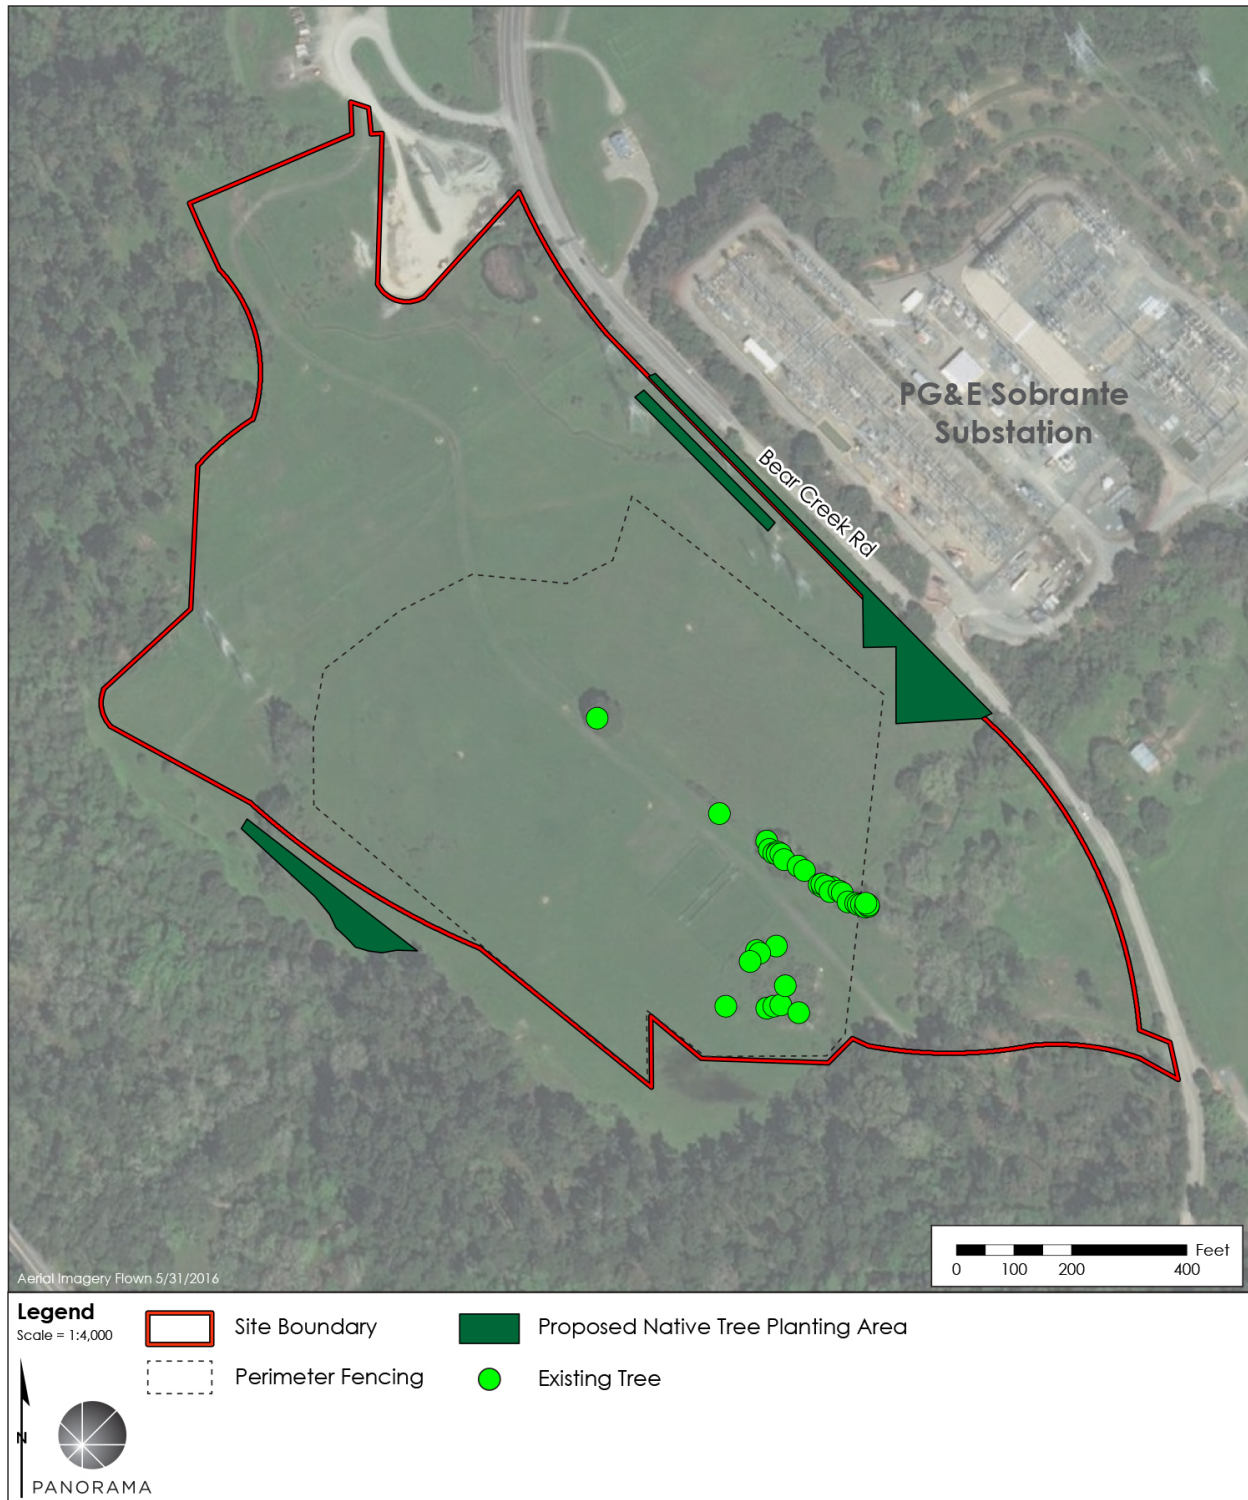 PG&E Sobrante
Substation
Bear Creek Rd
Aerial Imagery Flown 5/31/2016
Feet
0 100 200 400
Legend
Scale = 1:4,000
Site Boundary
Proposed Native Tree Planting Area
Perimeter Fencing
Existing Tree
N
PANORAMA